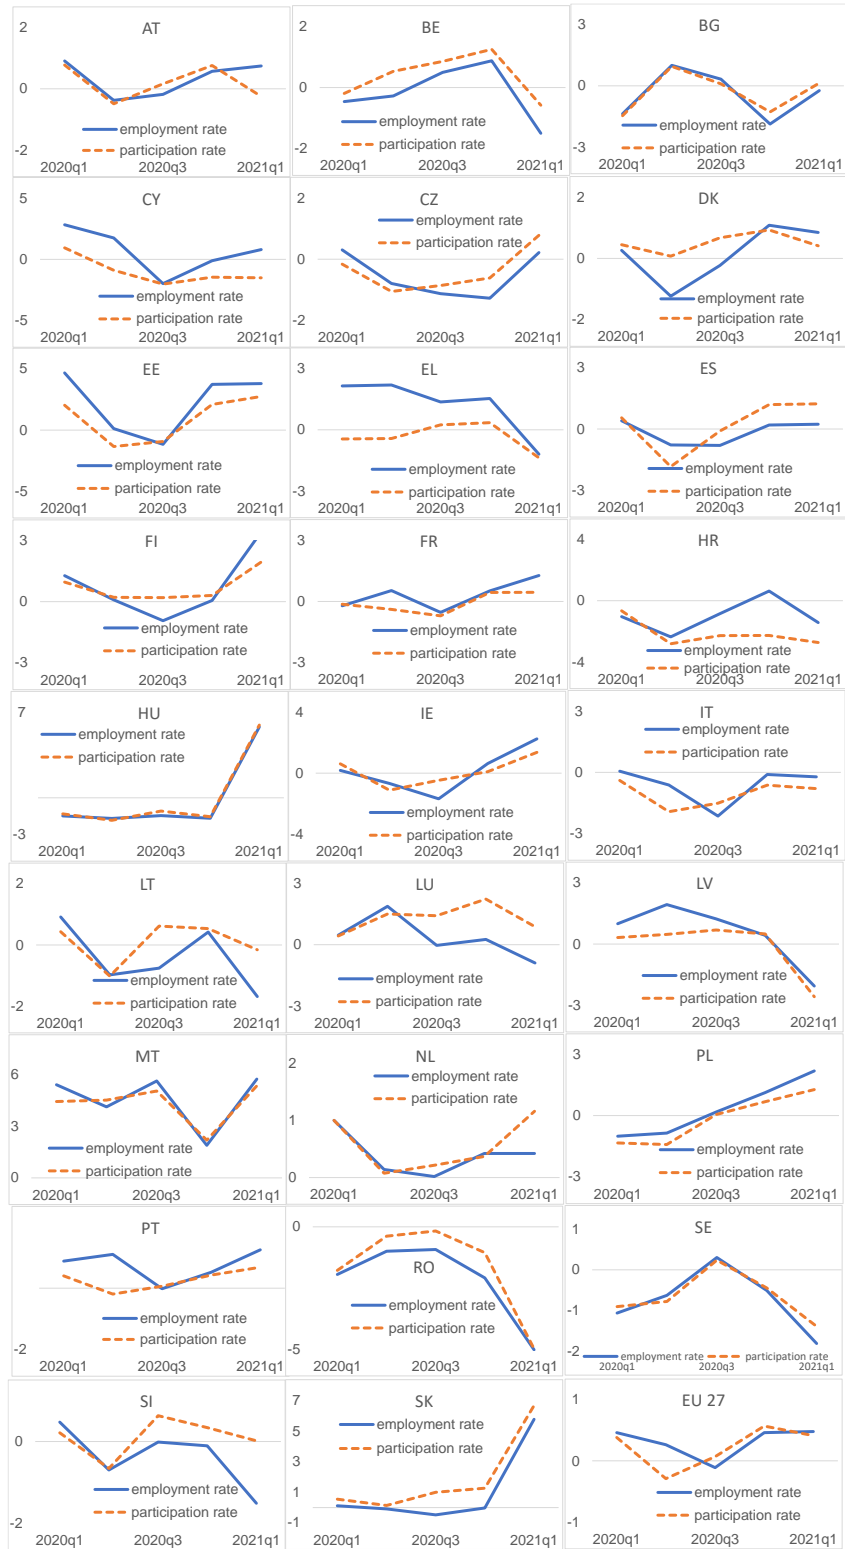 AT
2
0
-2
employment rate
participation rate
2020q1
2020q3
2021q1
BE
2
0
-2
employment rate
participation rate
2020q1
2020q3
2021q1
BG
3
0
-3
employment rate
participation rate
2020q1
2020q3
2021q1
CY
5
0
-5
employment rate
participation rate
2020q1
2020q3
2021q1
CZ
2
0
-2
employment rate
participation rate
2020q1
2020q3
2021q1
DK
2
0
-2
employment rate
participation rate
2020q1
2020q3
2021q1
EE
5
0
-5
employment rate
participation rate
2020q1
2020q3
2021q1
EL
3
0
-3
employment rate
participation rate
2020q1
2020q3
2021q1
ES
3
0
-3
employment rate
participation rate
2020q1
2020q3
2021q1
FI
3
0
-3
employment rate
participation rate
2020q1
2020q3
2021q1
FR
3
0
-3
employment rate
participation rate
2020q1
2020q3
2021q1
HR
4
0
-4
employment rate
participation rate
2020q1
2020q3
2021q1
HU
7
-3
employment rate
participation rate
2020q1
2020q3
2021q1
IE
4
0
-4
employment rate
participation rate
2020q1
2020q3
2021q1
IT
3
0
-3
employment rate
participation rate
2020q1
2020q3
2021q1
LT
2
0
-2
employment rate
participation rate
2020q1
2020q3
2021q1
LU
3
0
-3
employment rate
participation rate
2020q1
2020q3
2021q1
LV
3
0
-3
employment rate
participation rate
2020q1
2020q3
2021q1
MT
6
3
0
employment rate
participation rate
2020q1
2020q3
2021q1
NL
2
1
0
employment rate
participation rate
2020q1
2020q3
2021q1
PL
3
0
-3
employment rate
participation rate
2020q1
2020q3
2021q1
PT
-2
employment rate
participation rate
2020q1
2020q3
2021q1
RO
0
-5
employment rate
participation rate
2020q1
2020q3
2021q1
SE
1
0
-1
-2
employment rate
participation rate
2020q1
2020q3
2021q1
SI
0
-2
employment rate
participation rate
2020q1
2020q3
2021q1
SK
7
5
3
1
-1
employment rate
participation rate
2020q1
2020q3
2021q1
EU 27
1
0
-1
employment rate
participation rate
2020q1
2020q3
2021q1